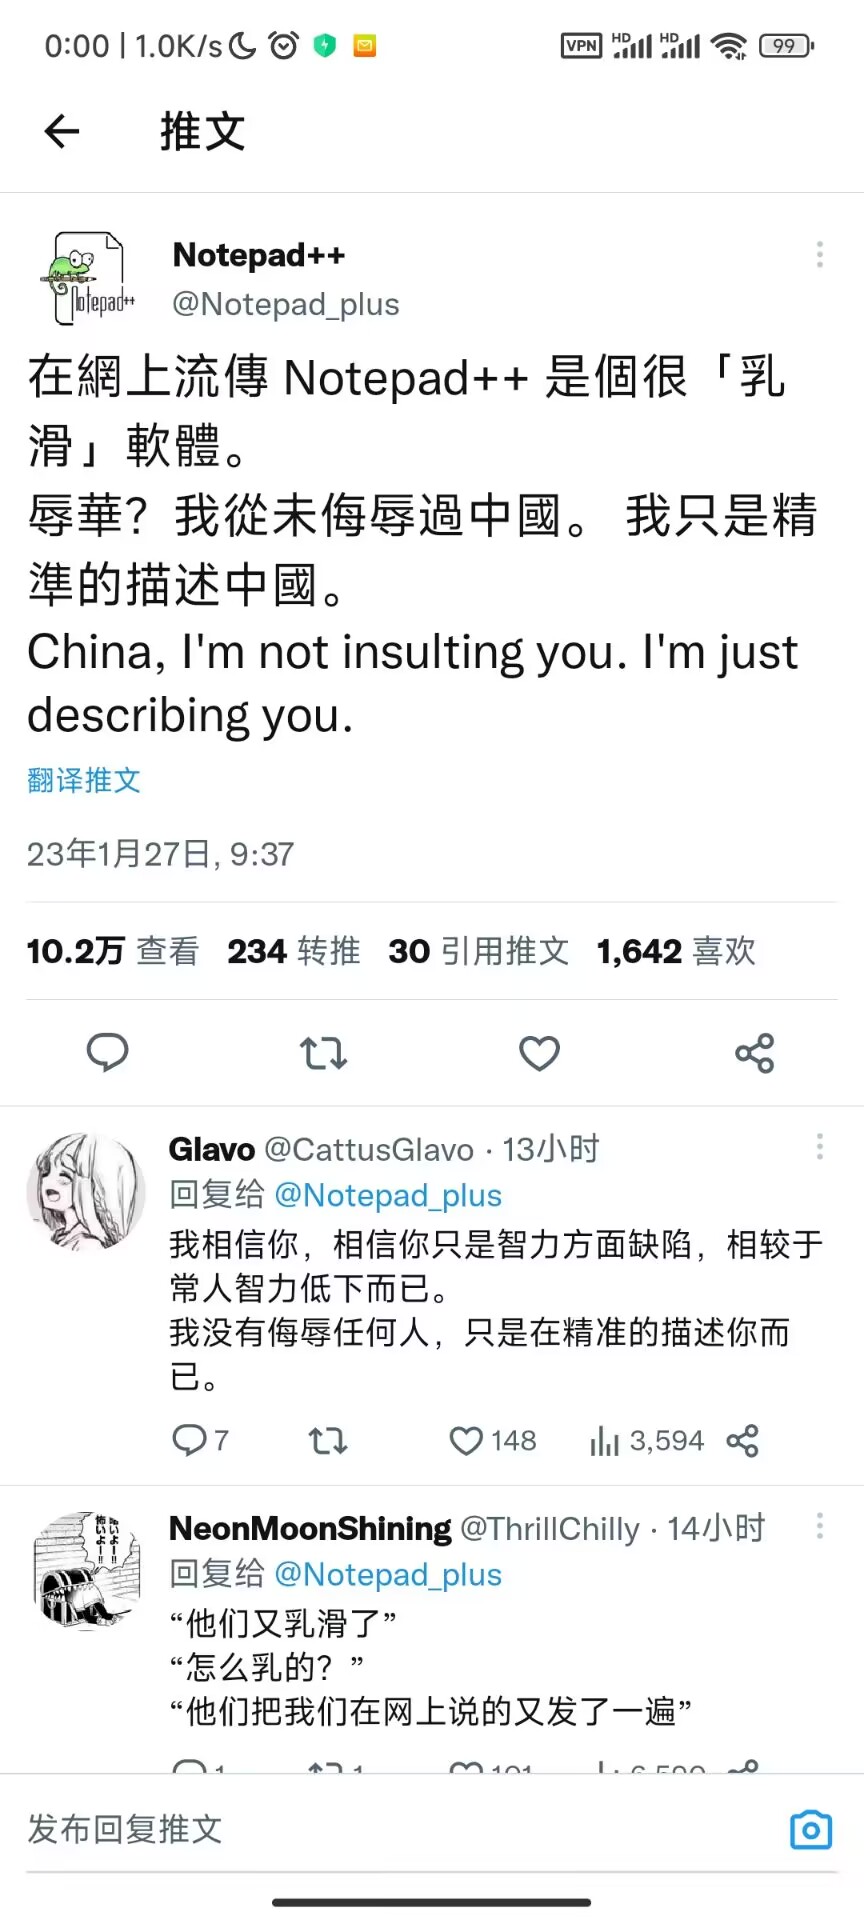 0:00 | 1.0K/s
VPN HD HD 99
推文
Notepad++
Notepad++
@Notepad_plus
在網上流傳 Notepad++ 是個很「乳
滑」軟體。
辱華？我從未侮辱過中國。 我只是精
準的描述中國。
China, I'm not insulting you. I'm just
describing you.
翻译推文
23年1月27日, 9:37
10.2万 查看 234 转推 30 引用推文 1,642 喜欢
Glavo @CattusGlavo · 13小时
回复给 @Notepad_plus
我相信你，相信你只是智力方面缺陷，相较于
常人智力低下而已。
我没有侮辱任何人，只是在精准的描述你而
已。
7 148 3,594
NeonMoonShining @ThrillChilly · 14小时
回复给 @Notepad_plus
“他们又乳滑了”
“怎么乳的？”
“他们把我们在网上说的又发了一遍”
发布回复推文